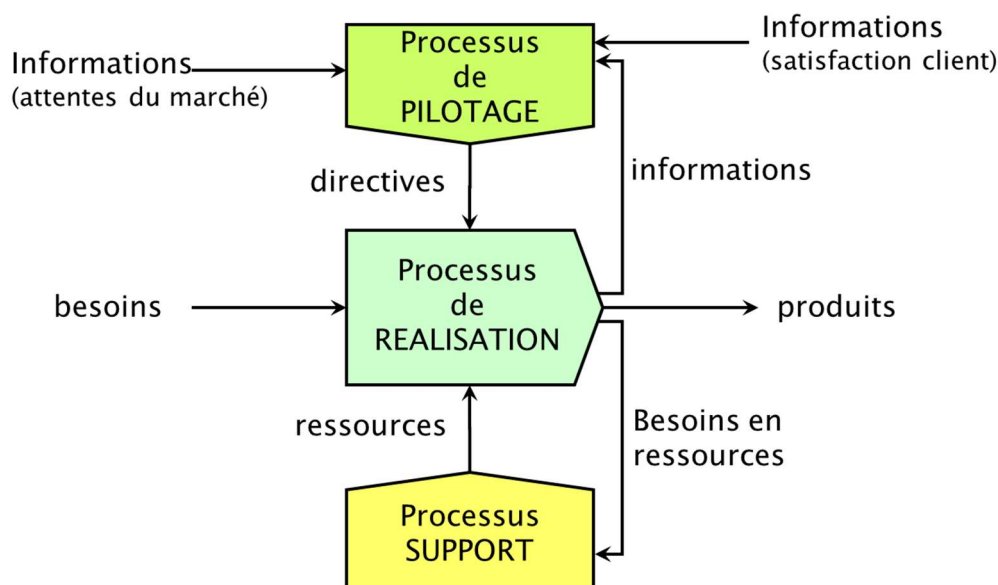 Informations
(attentes du marché)
Processus
de
PILOTAGE
Informations
(satisfaction client)
directives
informations
besoins
Processus
de
REALISATION
produits
ressources
Besoins en
ressources
Processus
SUPPORT